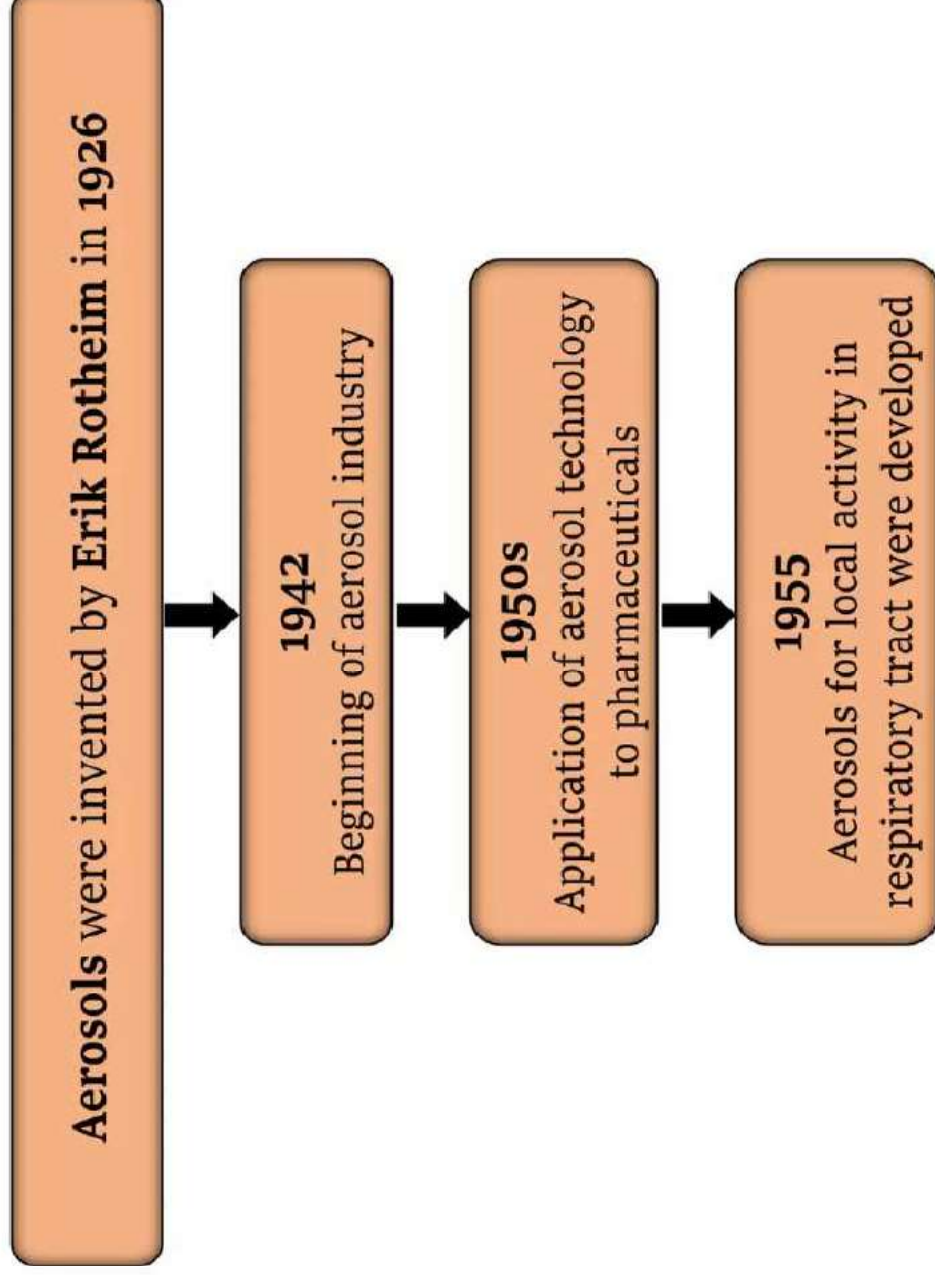 Aerosols were invented by Erik Rotheim in 1926
1942
Beginning of aerosol industry
1950s
Application of aerosol technology
to pharmaceuticals
1955
Aerosols for local activity in
respiratory tract were developed